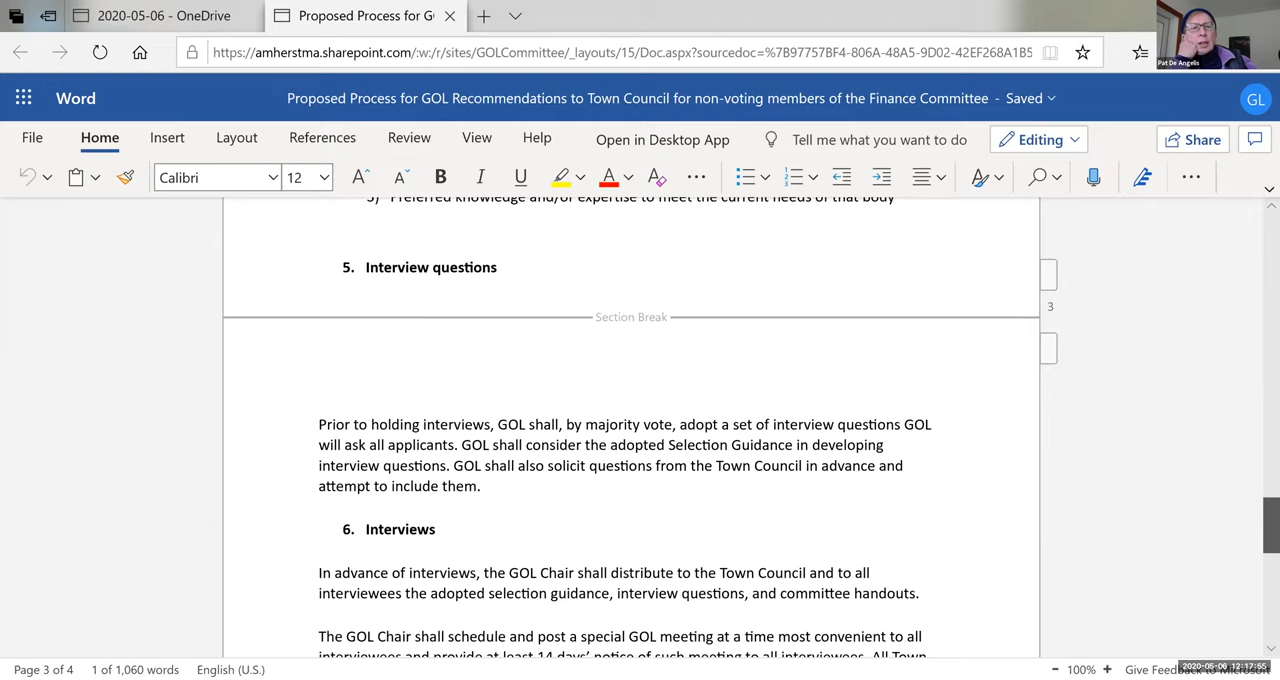 2020-05-06 - OneDrive
Proposed Process for GO
https://amherstma.sharepoint.com/:w:/r/sites/GOLCommittee/_layouts/15/Doc.aspx?sourcedoc=%7B97757BF4-806A-48A5-9D02-42EF268A1B5
Pat De Angelis
Word
Proposed Process for GOL Recommendations to Town Council for non-voting members of the Finance Committee - Saved
GL
File Home Insert Layout References Review View Help Open in Desktop App Tell me what you want to do Editing Share
Calibri 12
5) Preferred knowledge and/or expertise to meet the current needs of that body
5. Interview questions
3
Section Break
Prior to holding interviews, GOL shall, by majority vote, adopt a set of interview questions GOL
will ask all applicants. GOL shall consider the adopted Selection Guidance in developing
interview questions. GOL shall also solicit questions from the Town Council in advance and
attempt to include them.
6. Interviews
In advance of interviews, the GOL Chair shall distribute to the Town Council and to all
interviewees the adopted selection guidance, interview questions, and committee handouts.
The GOL Chair shall schedule and post a special GOL meeting at a time most convenient to all
interviewees and provide at least 14 days' notice of such meeting to all interviewees. All Town
Page 3 of 4 1 of 1,060 words English (U.S.) - 100% + Give Feedback to Microsoft
2020-05-06 12:17:55